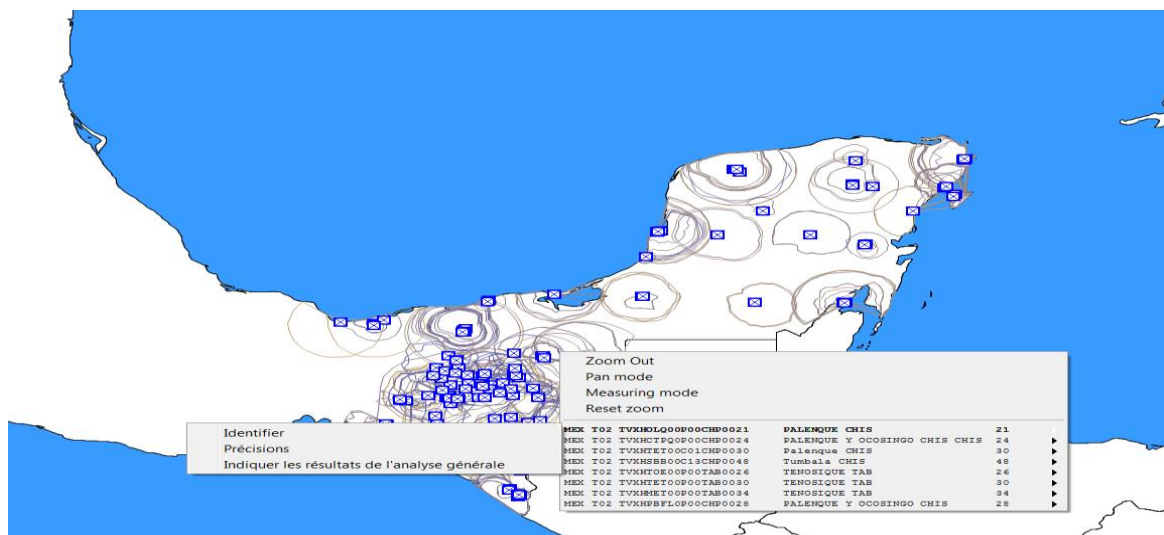 Zoom Out
Pan mode
Measuring mode
Reset zoom
MEX T02 TVXHOLQ00P00CHP0021 PALENQUE CHIS 21
MEX T02 TVXHCTPQ00P00CHP0024 PALENQUE Y OCOSINGO CHIS CHIS 24
MEX T02 TVXHTET00C01CHP0030 Palenque CHIS 30
MEX T02 TVXHSBB00C13CHP0048 Tumbala CHIS 48
MEX T02 TVXHTOE00P00TAB0026 TENOSIQUE TAB 26
MEX T02 TVXHTET00P00TAB0030 TENOSIQUE TAB 30
MEX T02 TVXHMET00P00TAB0034 TENOSIQUE TAB 34
MEX T02 TVXHPBFL0P00CHP0028 PALENQUE Y OCOSINGO CHIS 28
Identifier
Précisions
Indiquer les résultats de l'analyse générale